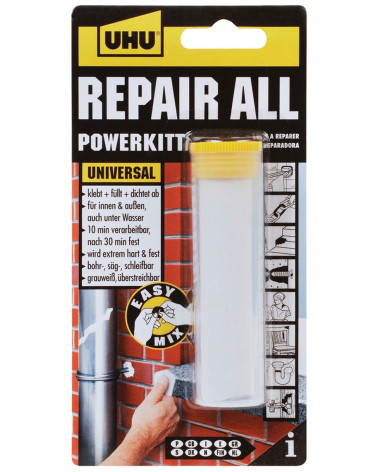 UHU
REPAIR ALL
POWERKITT
A REPARER
REPARADORA
UNIVERSAL
• klebt + füllt + dichtet ab
• für innen & außen,
auch unter Wasser
• 10 min verarbeitbar,
nach 30 min fest
• wird extrem hart & fest
• bohr-, säg-, schleifbar
• grauweiß, überstreichbar
EASY
MIX
i